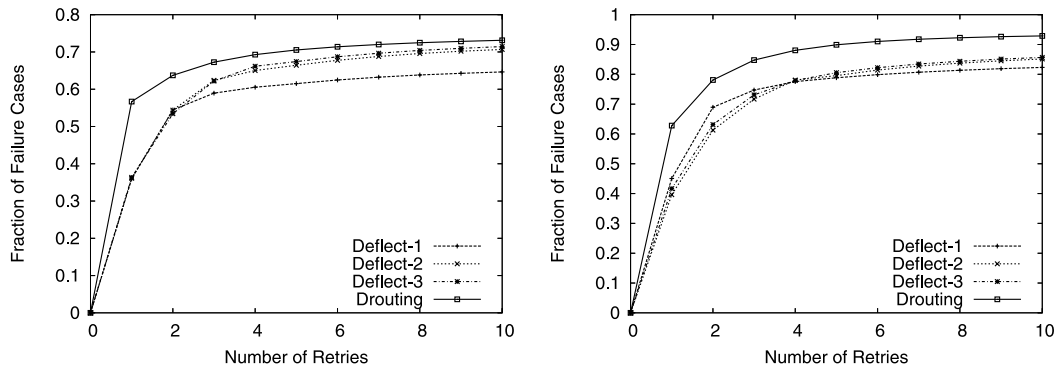 0.8
0.7
0.6
0.5
0.4
0.3
0.2
0.1
0
0 2 4 6 8 10
Fraction of Failure Cases
Number of Retries
Deflect-1
Deflect-2
Deflect-3
Drouting
1
0.9
0.8
0.7
0.6
0.5
0.4
0.3
0.2
0.1
0
0 2 4 6 8 10
Fraction of Failure Cases
Number of Retries
Deflect-1
Deflect-2
Deflect-3
Drouting